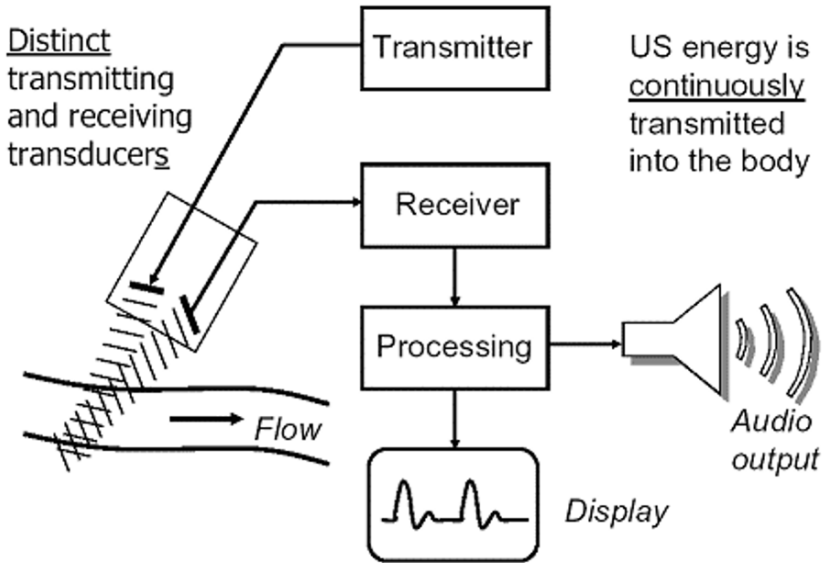 Distinct
transmitting
and receiving
transducers
Transmitter
US energy is
continuously
transmitted
into the body
Receiver
Processing
Flow
Audio
output
Display